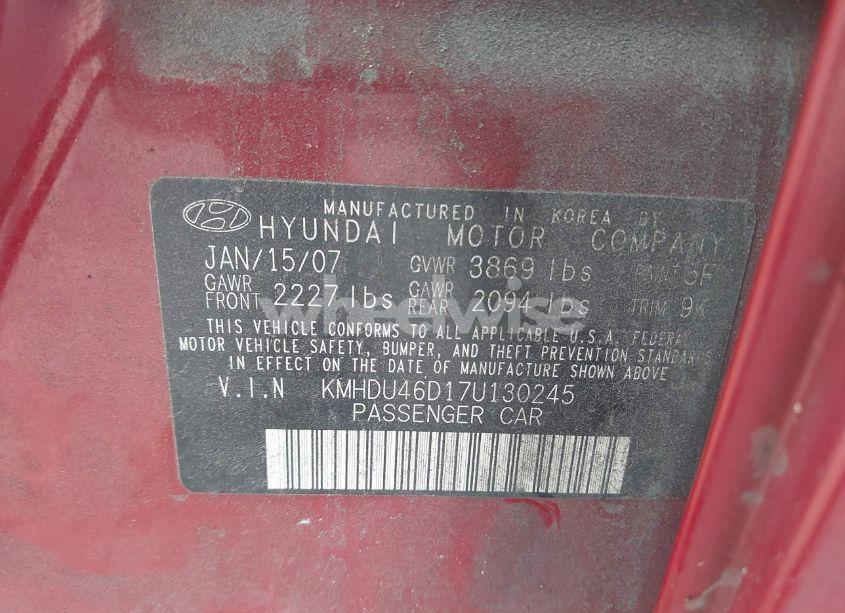 MANUFACTURED IN KOREA BY
HYUNDAI MOTOR COMPANY
JAN/15/07 GVWR 3869 lbs
GAWR FRONT 2227 lbs GAWR REAR 2094 lbs TRIM 9K
THIS VEHICLE CONFORMS TO ALL APPLICABLE U.S.A. FEDERAL
MOTOR VEHICLE SAFETY, BUMPER, AND THEFT PREVENTION STANDARDS
IN EFFECT ON THE DATE OF MANUFACTURE SHOWN ABOVE.
V.I.N KMHDU46D17U130245
PASSENGER CAR
wheelwise